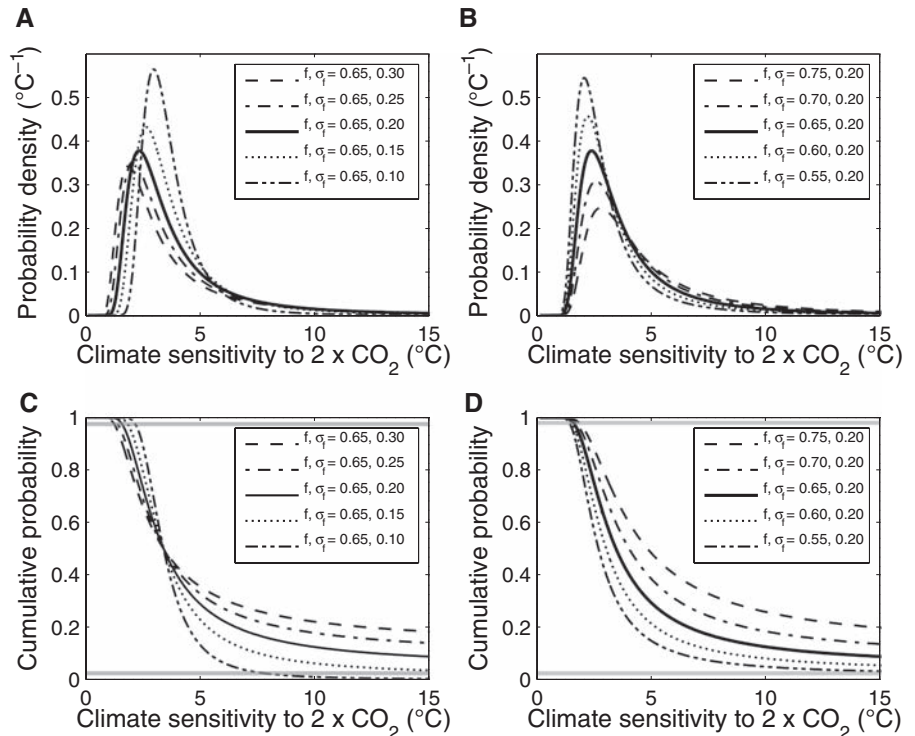 A
Probability density (°C⁻¹)
0.5
0.4
0.3
0.2
0.1
0
0 5 10 15
Climate sensitivity to 2 x CO₂ (°C)
f, σf = 0.65, 0.30
f, σf = 0.65, 0.25
f, σf = 0.65, 0.20
f, σf = 0.65, 0.15
f, σf = 0.65, 0.10
B
Probability density (°C⁻¹)
0.5
0.4
0.3
0.2
0.1
0
0 5 10 15
Climate sensitivity to 2 x CO₂ (°C)
f, σf = 0.75, 0.20
f, σf = 0.70, 0.20
f, σf = 0.65, 0.20
f, σf = 0.60, 0.20
f, σf = 0.55, 0.20
C
Cumulative probability
1
0.8
0.6
0.4
0.2
0
0 5 10 15
Climate sensitivity to 2 x CO₂ (°C)
f, σf = 0.65, 0.30
f, σf = 0.65, 0.25
f, σf = 0.65, 0.20
f, σf = 0.65, 0.15
f, σf = 0.65, 0.10
D
Cumulative probability
1
0.8
0.6
0.4
0.2
0
0 5 10 15
Climate sensitivity to 2 x CO₂ (°C)
f, σf = 0.75, 0.20
f, σf = 0.70, 0.20
f, σf = 0.65, 0.20
f, σf = 0.60, 0.20
f, σf = 0.55, 0.20